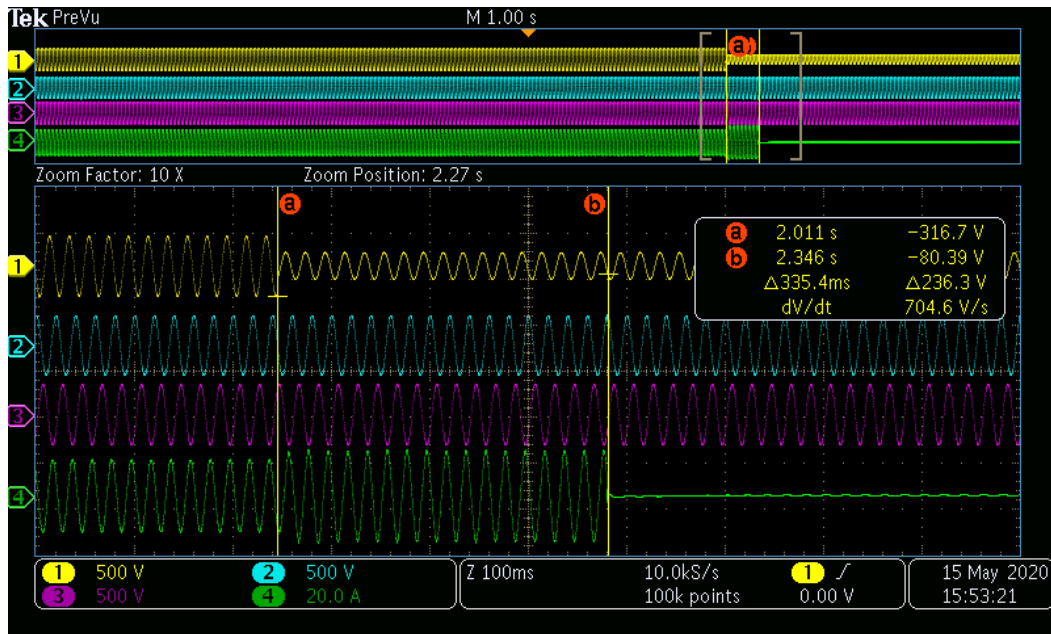 Tek PreVu M 1.00 s
a
1
2
3
4
Zoom Factor: 10 X Zoom Position: 2.27 s
a b
a 2.011 s −316.7 V
b 2.346 s −80.39 V
△335.4ms △236.3 V
dV/dt 704.6 V/s
1
2
3
4
1 500 V 2 500 V Z 100ms 10.0kS/s 1 / 15 May 2020
3 500 V 4 20.0 A 100k points 0.00 V 15:53:21